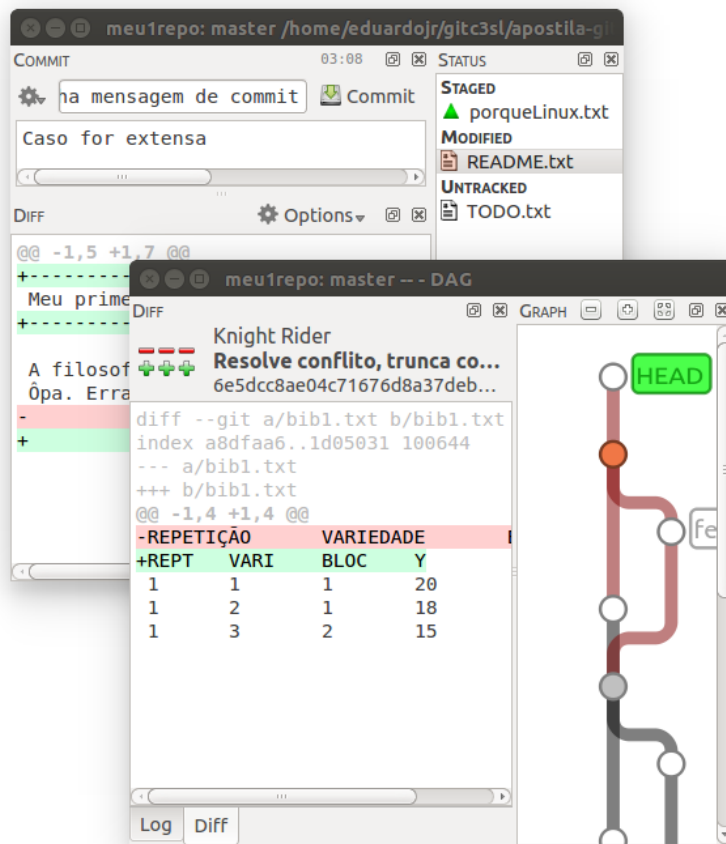 meu1repo: master /home/eduardojr/gitc3sl/apostila-gi
COMMIT
03:08
STATUS
mensagem de commit
Commit
Caso for extensa
STAGED
porqueLinux.txt
MODIFIED
README.txt
UNTRACKED
TODO.txt
DIFF
Options
@@ -1,5 +1,7 @@
+---------
Meu prime
+---------
A filosof
Ôpa. Erra
-
+
meu1repo: master -- - DAG
DIFF
GRAPH
Knight Rider
Resolve conflito, trunca co...
6e5dcc8ae04c71676d8a37deb...
diff --git a/bib1.txt b/bib1.txt
index a8dfaa6..1d05031 100644
--- a/bib1.txt
+++ b/bib1.txt
@@ -1,4 +1,4 @@
-REPETIÇÃO VARIEDADE
+REPT VARI BLOC Y
1 1 1 20
1 2 1 18
1 3 2 15
HEAD
fe
Log Diff